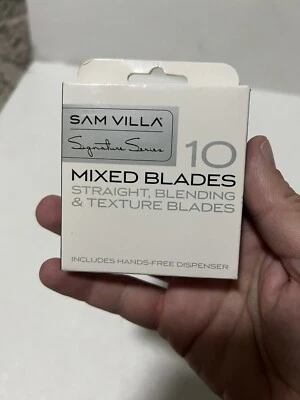 SAM VILLA
Signature Series
10
MIXED BLADES
STRAIGHT, BLENDING
& TEXTURE BLADES
INCLUDES HANDS-FREE DISPENSER